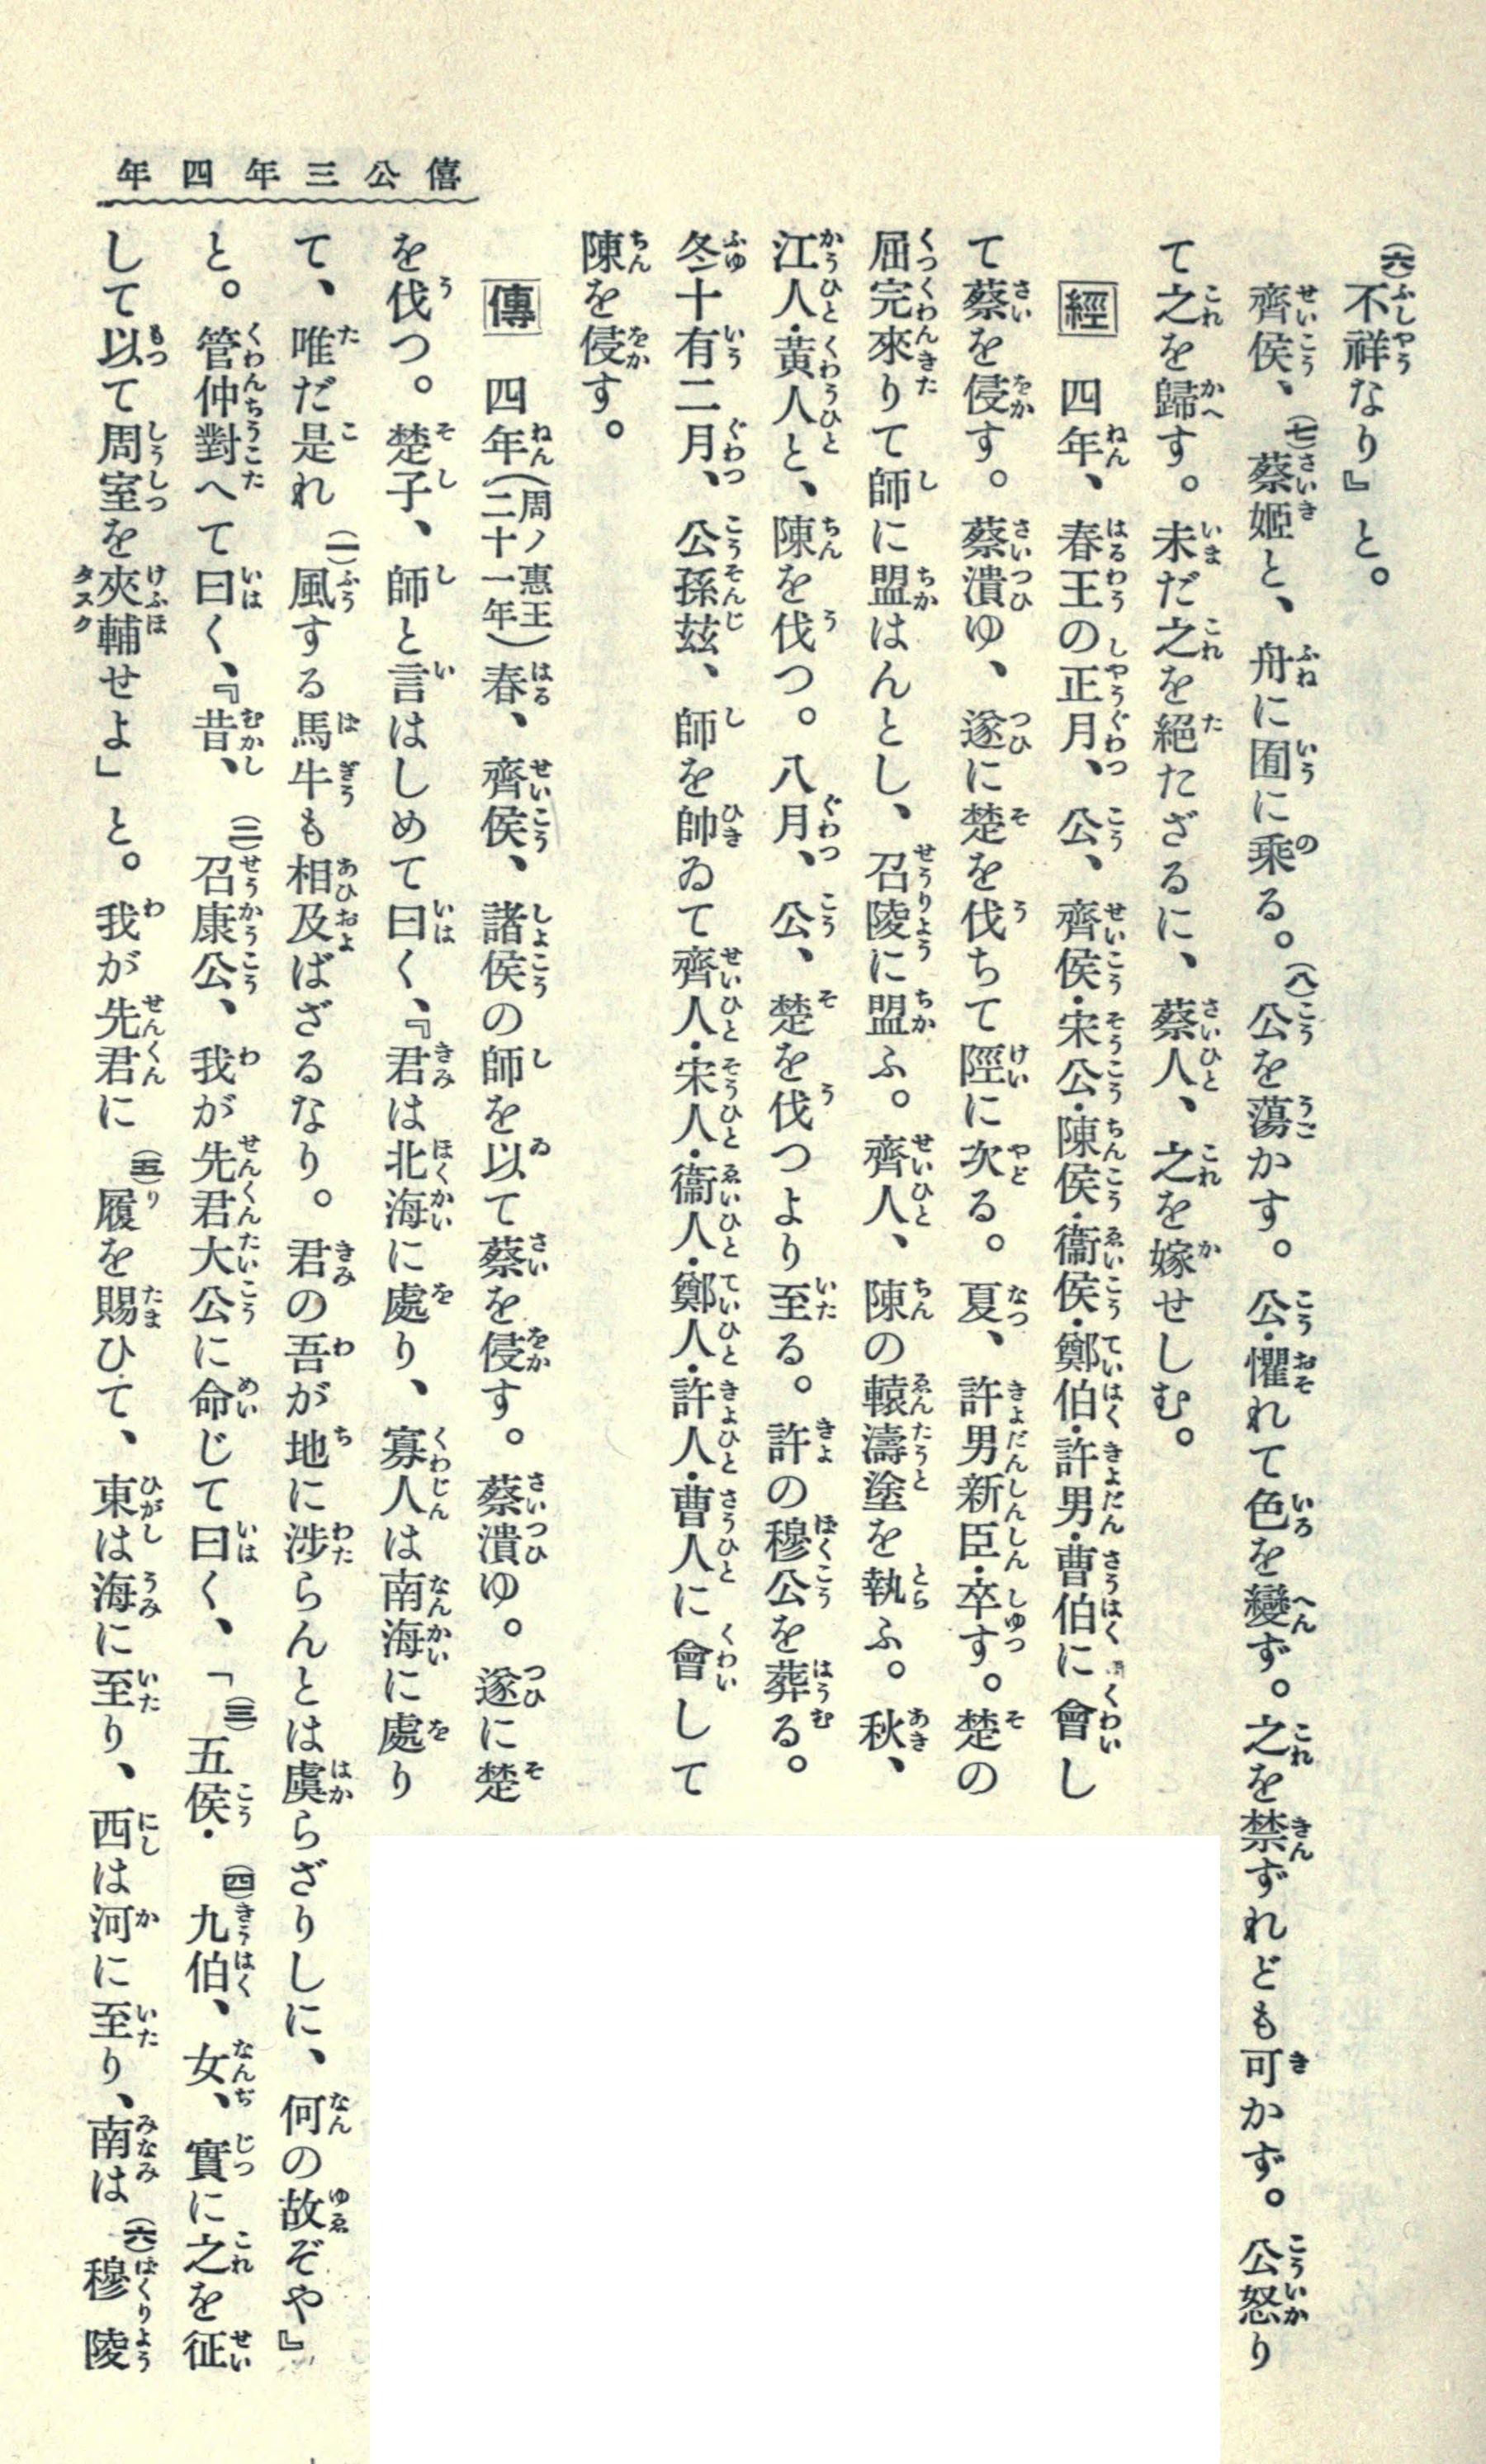 僖公三年四年
(六)不祥なり』と。
齊侯、(七)蔡姬と、舟に囿に乘る。(八)公を蕩かす。公・懼れて色を變ず。之を禁ずれども可かず。公怒り
て之を歸す。未だ之を絕たざるに、蔡人、之を嫁せしむ。
經 四年、春王の正月、公、齊侯・宋公・陳侯・衞侯・鄭伯・許男・曹伯に會し
て蔡を侵す。蔡潰ゆ、遂に楚を伐ちて陘に次る。夏、許男新臣・卒す。楚の
屈完來りて師に盟はんとし、召陵に盟ふ。齊人、陳の轅濤塗を執ふ。秋、
江人・黃人と、陳を伐つ。八月、公、楚を伐つより至る。許の穆公を葬る。
冬十有二月、公孫茲、師を帥ゐて齊人・宋人・衞人・鄭人・許人・曹人に會して
陳を侵す。
傳 四年(周ノ惠王二十一年)春、齊侯、諸侯の師を以て蔡を侵す。蔡潰ゆ。遂に楚
を伐つ。楚子、師と言はしめて曰く、『君は北海に處り、寡人は南海に處り
て、唯だ是れ(一)風する馬牛も相及ばざるなり。君の吾が地に涉らんとは虞らざりしに、何の故ぞや』
と。管仲對へて曰く、『昔、(二)召康公、我が先君大公に命じて曰く、「(三)五侯・(四)九伯、女、實に之を征
して以て周室を夾輔せよ」と。我が先君に(五)履を賜ひて、東は海に至り、西は河に至り、南は(六)穆陵